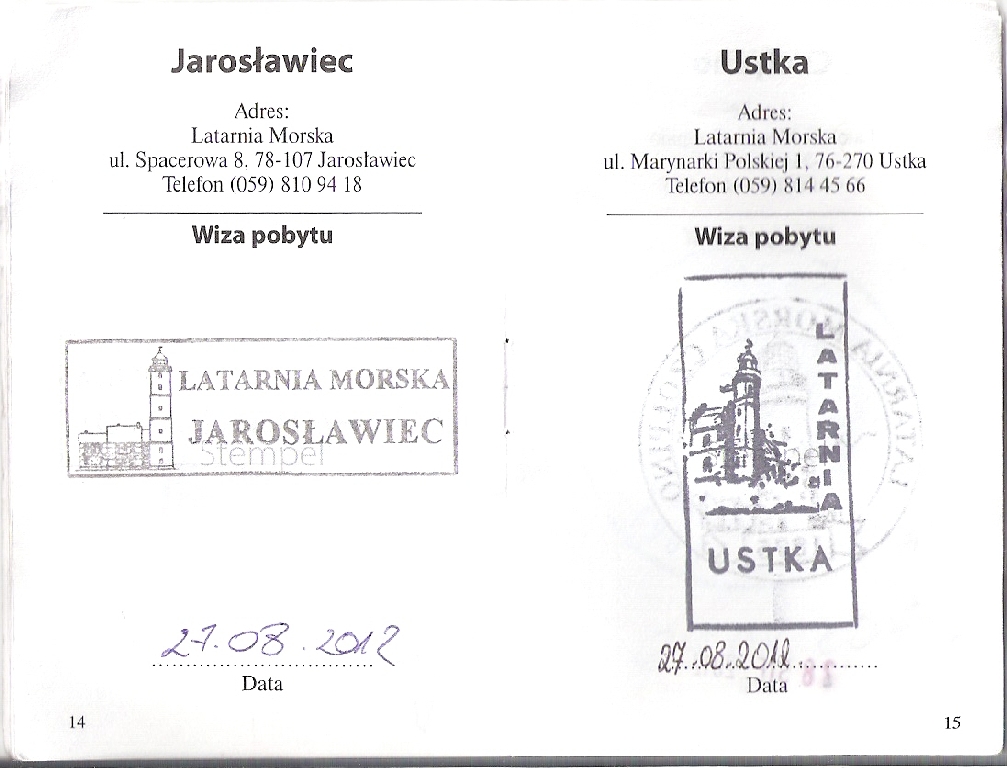 Jarosławiec
Adres:
Latarnia Morska
ul. Spacerowa 8, 78-107 Jarosławiec
Telefon (059) 810 94 18
Wiza pobytu
LATARNIA MORSKA
JAROSŁAWIEC
Stempel
27.08.2012
Data
14
Ustka
Adres:
Latarnia Morska
ul. Marynarki Polskiej 1, 76-270 Ustka
Telefon (059) 814 45 66
Wiza pobytu
LATARNIA
USTKA
27.08.2012
Data
15